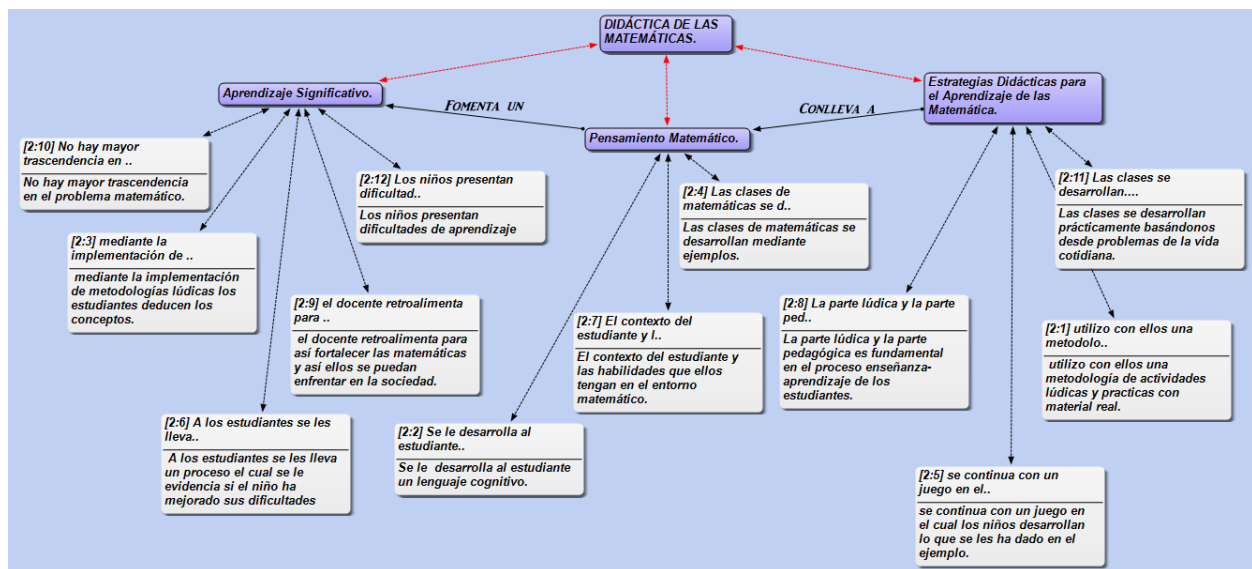 DIDÁCTICA DE LAS
MATEMÁTICAS.
Aprendizaje Significativo.
FOMENTA UN
Pensamiento Matemático.
CONLLEVA A
Estrategias Didácticas para
el Aprendizaje de las
Matemática.
[2:10] No hay mayor
trascendencia en ..
No hay mayor trascendencia
en el problema matemático.
[2:12] Los niños presentan
dificultad..
Los niños presentan
dificultades de aprendizaje
[2:4] Las clases de
matemáticas se d..
Las clases de matemáticas se
desarrollan mediante
ejemplos.
[2:11] Las clases se
desarrollan....
Las clases se desarrollan
prácticamente basándonos
desde problemas de la vida
cotidiana.
[2:3] mediante la
implementación de ..
mediante la implementación
de metodologías lúdicas los
estudiantes deducen los
conceptos.
[2:9] el docente retroalimenta
para ..
el docente retroalimenta para
así fortalecer las matemáticas
y así ellos se puedan
enfrentar en la sociedad.
[2:7] El contexto del
estudiante y l..
El contexto del estudiante y
las habilidades que ellos
tengan en el entorno
matemático.
[2:8] La parte lúdica y la parte
ped..
La parte lúdica y la parte
pedagógica es fundamental
en el proceso enseñanza-
aprendizaje de los
estudiantes.
[2:1] utilizo con ellos una
metodolo..
utilizo con ellos una
metodología de actividades
lúdicas y practicas con
material real.
[2:6] A los estudiantes se les
lleva..
A los estudiantes se les lleva
un proceso el cual se le
evidencia si el niño ha
mejorado sus dificultades
[2:2] Se le desarrolla al
estudiante..
Se le desarrolla al estudiante
un lenguaje cognitivo.
[2:5] se continua con un
juego en el..
se continua con un juego en
el cual los niños desarrollan
lo que se les ha dado en el
ejemplo.